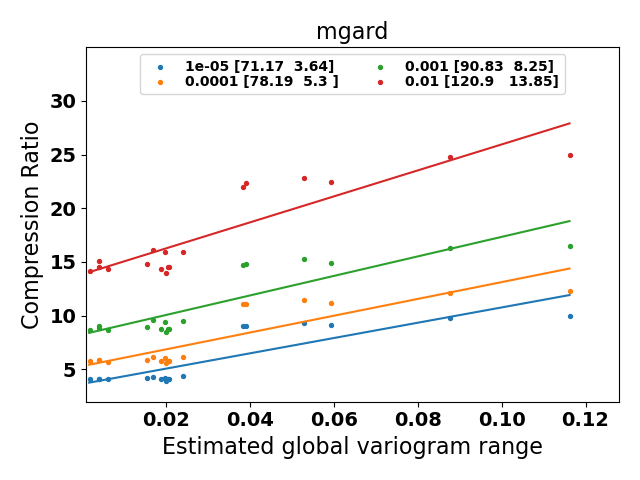 mgard
1e-05 [71.17  3.64]
0.0001 [78.19  5.3 ]
0.001 [90.83  8.25]
0.01 [120.9   13.85]
Compression Ratio
30
25
20
15
10
5
0.02 0.04 0.06 0.08 0.10 0.12
Estimated global variogram range